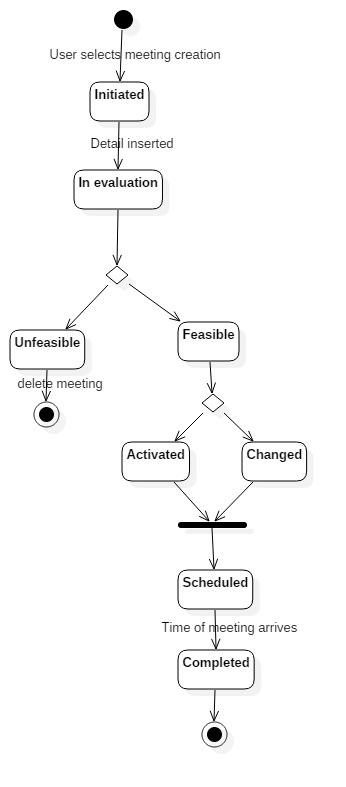 User selects meeting creation
Initiated
Detail inserted
In evaluation
Unfeasible
Feasible
delete meeting
Activated
Changed
Scheduled
Time of meeting arrives
Completed